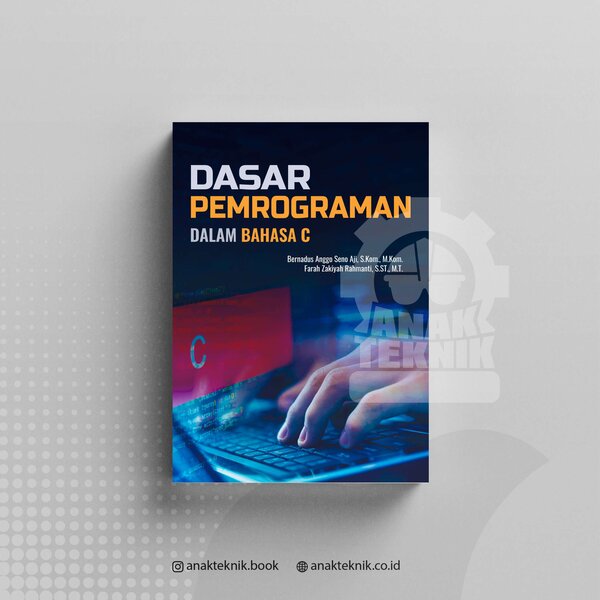 DASAR
PEMROGRAMAN
DALAM BAHASA C
Bernadus Anggo Seno Aji, S.Kom., M.Kom.
Farah Zakiyah Rahmanti, S.ST., M.T.
C
ANAK
TEKNIK
anakteknik.book
anakteknik.co.id